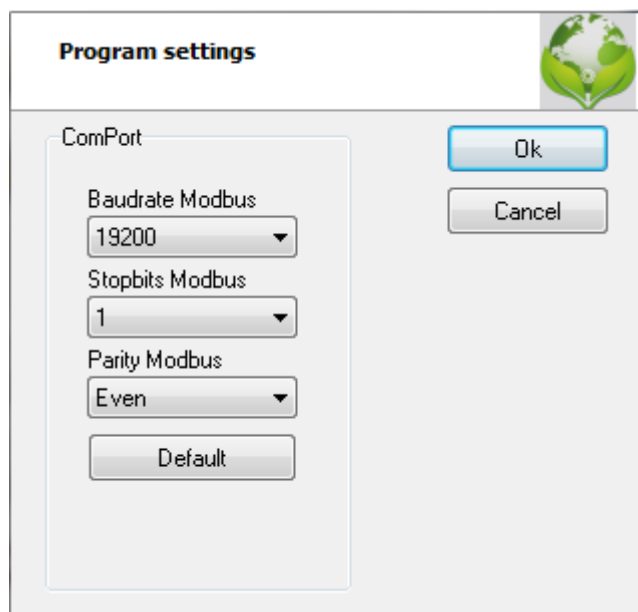 Program settings
ComPort
Baudrate Modbus
19200
Stopbits Modbus
1
Parity Modbus
Even
Default
Ok
Cancel